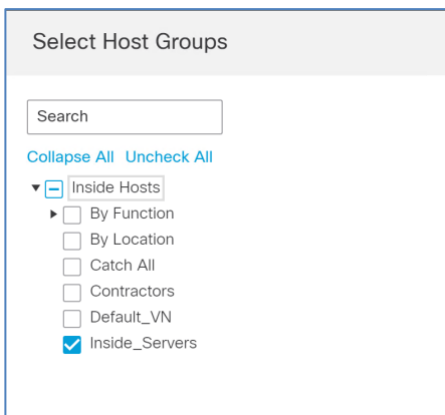 Select Host Groups
Search
Collapse All Uncheck All
Inside Hosts
By Function
By Location
Catch All
Contractors
Default_VN
Inside_Servers